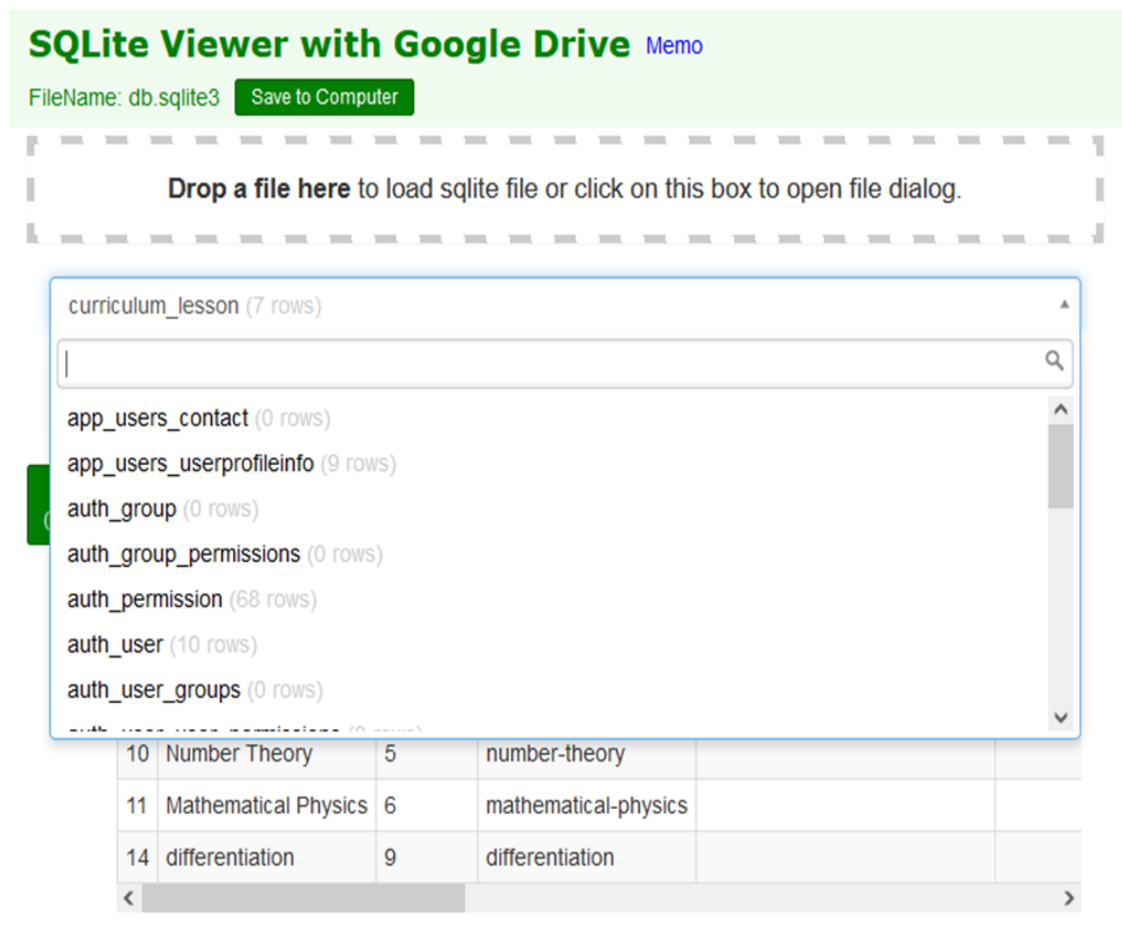 SQLite Viewer with Google Drive Memo
FileName: db.sqlite3 Save to Computer
Drop a file here to load sqlite file or click on this box to open file dialog.
curriculum_lesson (7 rows)
app_users_contact (0 rows)
app_users_userprofileinfo (9 rows)
auth_group (0 rows)
auth_group_permissions (0 rows)
auth_permission (68 rows)
auth_user (10 rows)
auth_user_groups (0 rows)
10 Number Theory 5 number-theory
11 Mathematical Physics 6 mathematical-physics
14 differentiation 9 differentiation